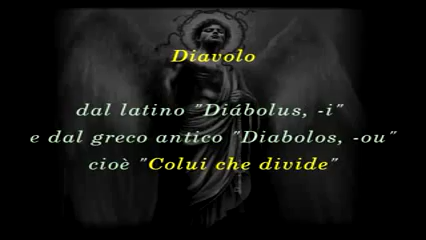 Diavolo
dal latino "Diábolus, -i"
e dal greco antico "Diabolos, -ou"
cioè "Colui che divide"